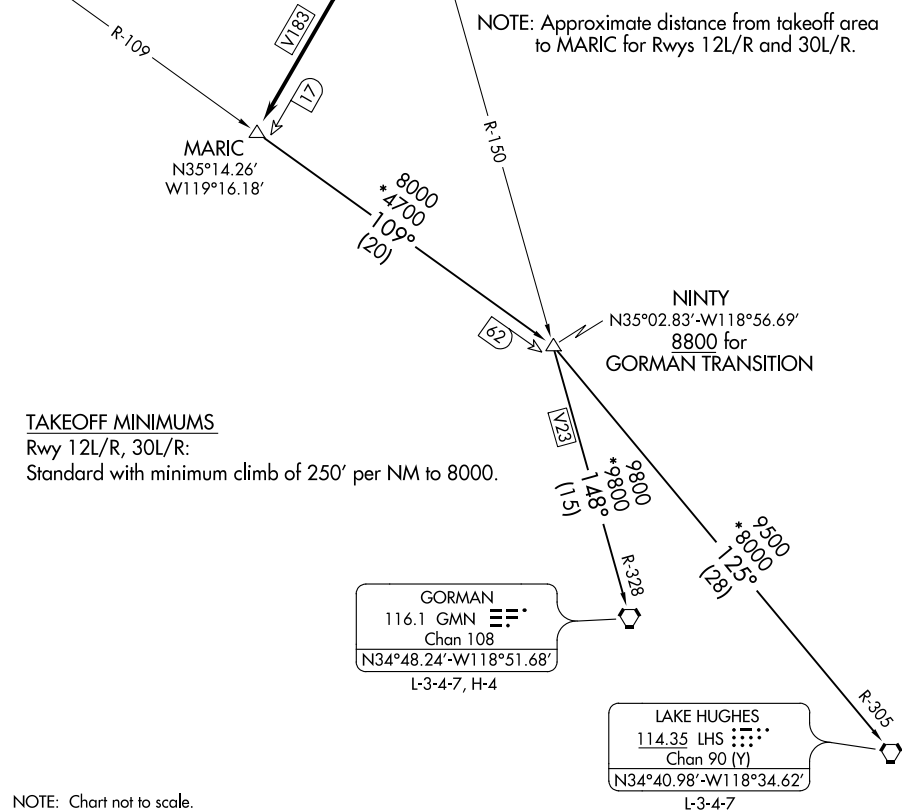 R-109
V183
17
NOTE: Approximate distance from takeoff area
to MARIC for Rwys 12L/R and 30L/R.
R-150
MARIC
N35°14.26'
W119°16.18'
8000
*4700
109°
(20)
NINTY
N35°02.83'-W118°56.69'
8800 for
GORMAN TRANSITION
62
TAKEOFF MINIMUMS
Rwy 12L/R, 30L/R:
Standard with minimum climb of 250' per NM to 8000.
V23
9800
*9800
148°
(15)
R-328
9500
*8000
125°
(28)
R-305
GORMAN
116.1 GMN
Chan 108
N34°48.24'-W118°51.68'
L-3-4-7, H-4
LAKE HUGHES
114.35 LHS
Chan 90 (Y)
N34°40.98'-W118°34.62'
L-3-4-7
NOTE: Chart not to scale.